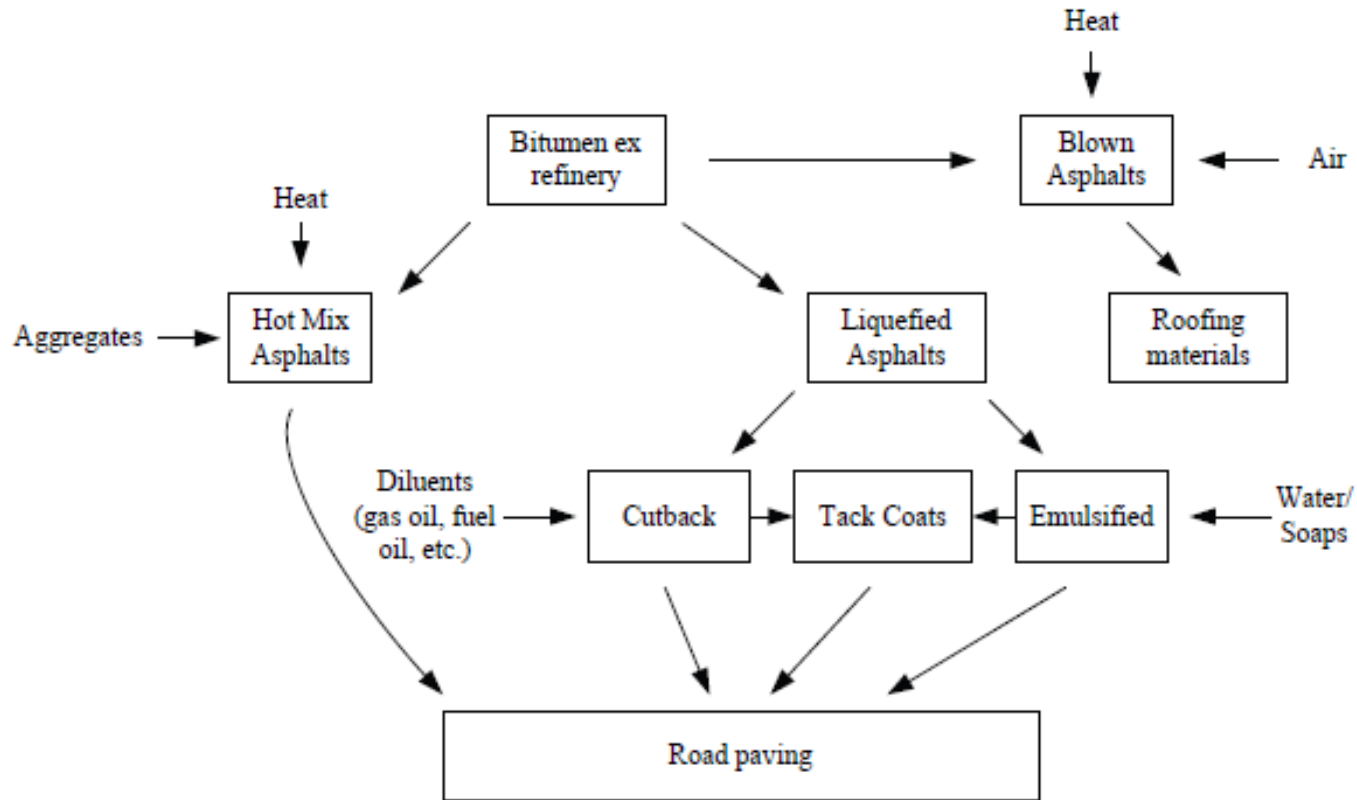 Heat
Bitumen ex
refinery
Blown
Asphalts
Air
Heat
Aggregates
Hot Mix
Asphalts
Liquefied
Asphalts
Roofing
materials
Diluents
(gas oil, fuel
oil, etc.)
Cutback
Tack Coats
Emulsified
Water/
Soaps
Road paving